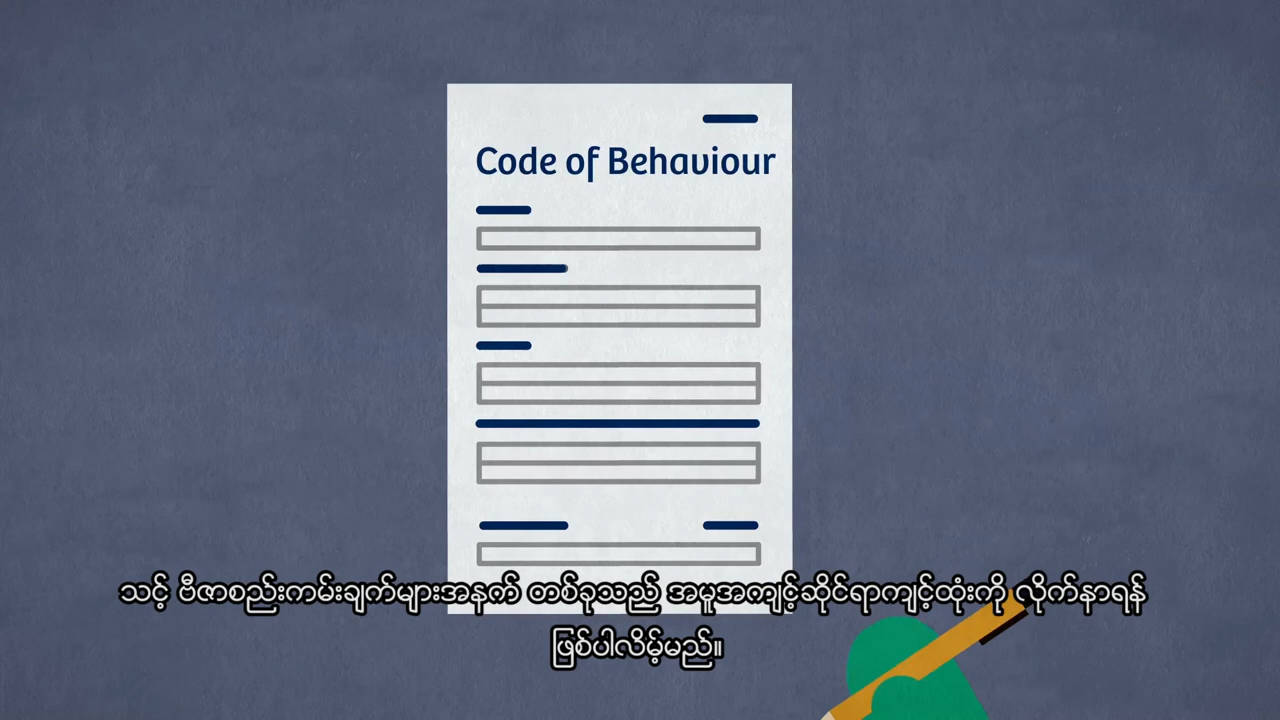 Code of Behaviour
သင့် ဗီဇာစည်းကမ်းချက်များအနက် တစ်ခုသည် အမူအကျင့်ဆိုင်ရာကျင့်ထုံးကို လိုက်နာရန်
ဖြစ်ပါလိမ့်မည်။